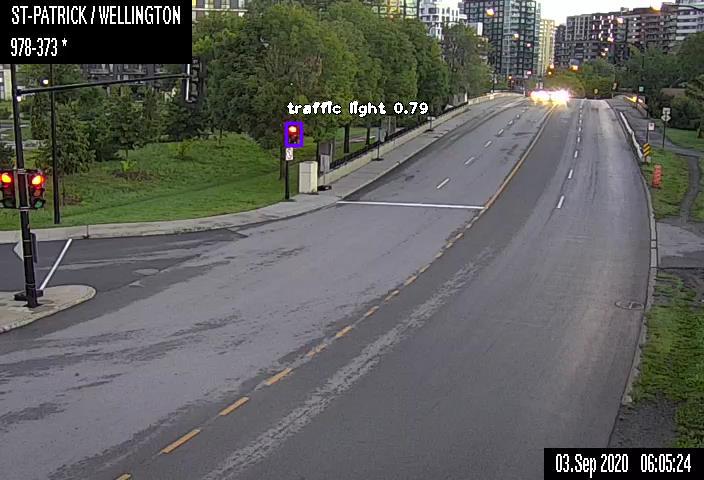 ST-PATRICK / WELLINGTON
978-373 *
traffic light 0.79
03.Sep 2020 06:05:24